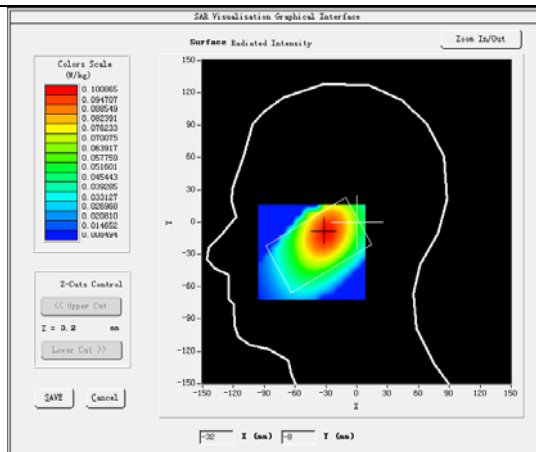 SAR Visualisation Graphical Interface
Surface Radiated Intensity
Zoom In/Out
Colors Scale
(W/kg)
0.100865
0.094707
0.088549
0.082391
0.076233
0.070075
0.063917
0.057759
0.051601
0.045443
0.039285
0.033127
0.026968
0.020810
0.014652
0.008494
150
120
90
60
30
0
-30
-60
-90
-120
-150
Y
-150 -120 -90 -60 -30 0 30 60 90 120 150
X
Z-Cuts Control
<< Upper Cut
Z = 3.2 mm
Lower Cut >>
SAVE Cancel
-32 X (mm) -8 Y (mm)